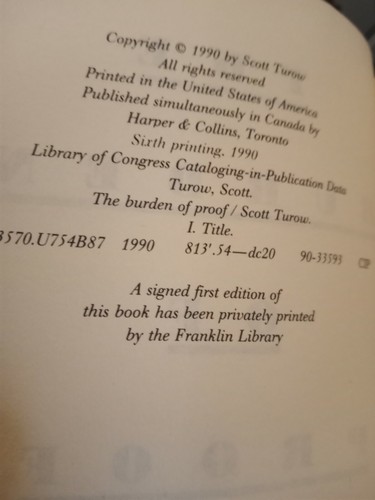 Copyright © 1990 by Scott Turow
All rights reserved
Printed in the United States of America
Published simultaneously in Canada by
Harper & Collins, Toronto
Sixth printing, 1990
Library of Congress Cataloging-in-Publication Data
Turow, Scott.
The burden of proof / Scott Turow.
I. Title.
3570.U754B87 1990 813'.54—dc20 90-33593
A signed first edition of
this book has been privately printed
by the Franklin Library